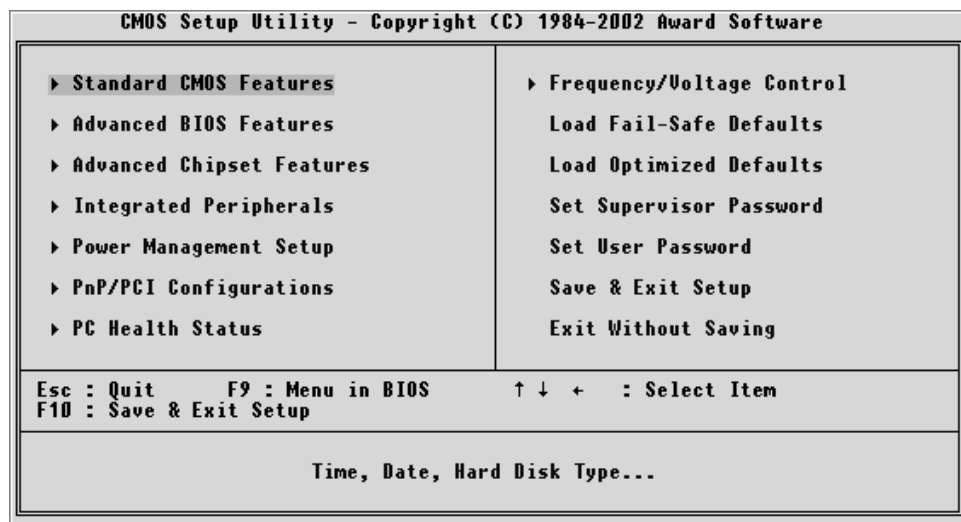 CMOS Setup Utility - Copyright (C) 1984-2002 Award Software
▸ Standard CMOS Features
▸ Advanced BIOS Features
▸ Advanced Chipset Features
▸ Integrated Peripherals
▸ Power Management Setup
▸ PnP/PCI Configurations
▸ PC Health Status
▸ Frequency/Voltage Control
Load Fail-Safe Defaults
Load Optimized Defaults
Set Supervisor Password
Set User Password
Save & Exit Setup
Exit Without Saving
Esc : Quit F9 : Menu in BIOS ↑ ↓ ← : Select Item
F10 : Save & Exit Setup
Time, Date, Hard Disk Type...